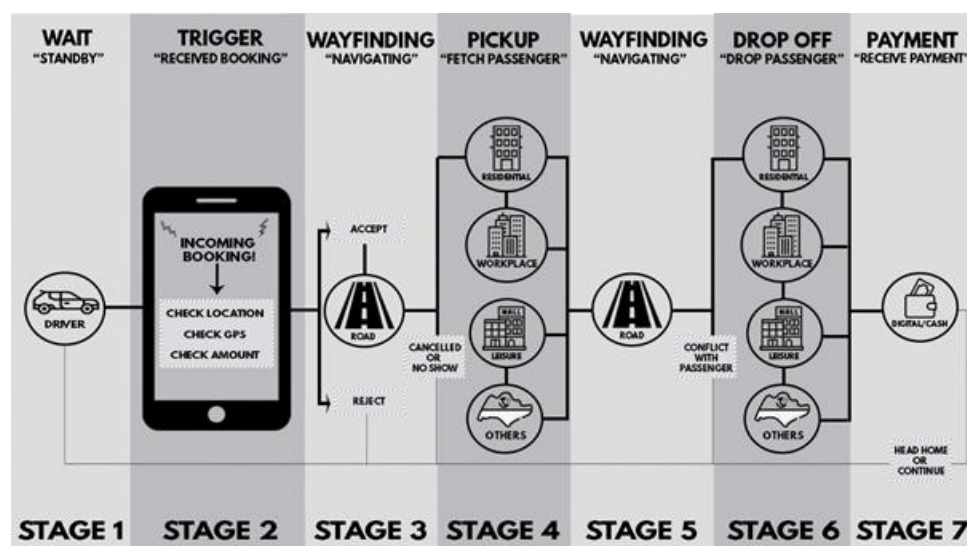 WAIT
"STANDBY"
TRIGGER
"RECEIVED BOOKING"
WAYFINDING
"NAVIGATING"
PICKUP
"FETCH PASSENGER"
WAYFINDING
"NAVIGATING"
DROP OFF
"DROP PASSENGER"
PAYMENT
"RECEIVE PAYMENT"
DRIVER
INCOMING
BOOKING!
CHECK LOCATION
CHECK GPS
CHECK AMOUNT
ACCEPT
ROAD
REJECT
CANCELLED
OR
NO SHOW
RESIDENTIAL
WORKPLACE
MALL
LEISURE
OTHERS
ROAD
CONFLICT
WITH
PASSENGER
RESIDENTIAL
WORKPLACE
MALL
LEISURE
OTHERS
DIGITAL/CASH
HEAD HOME
OR
CONTINUE
STAGE 1
STAGE 2
STAGE 3
STAGE 4
STAGE 5
STAGE 6
STAGE 7